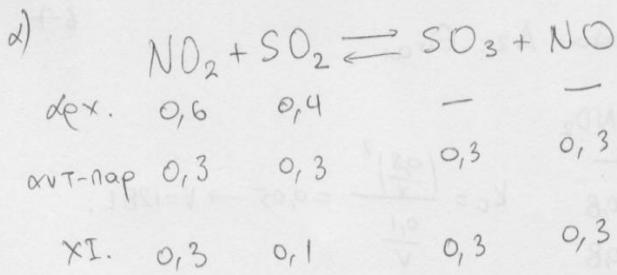 α)
NO₂ + SO₂ ⇌ SO₃ + NO
αρχ. 0,6 0,4 — —
αντ-παρ 0,3 0,3 0,3 0,3
ΧΙ. 0,3 0,1 0,3 0,3